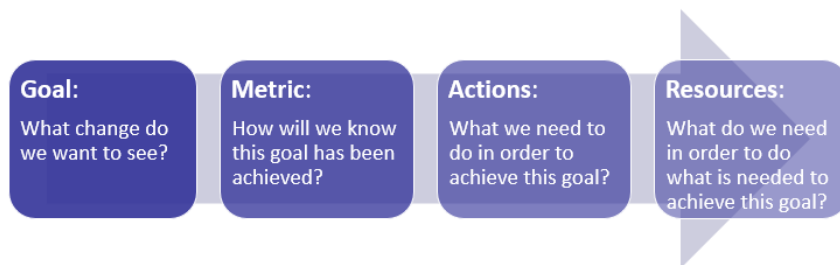 Goal:
What change do
we want to see?
Metric:
How will we know
this goal has been
achieved?
Actions:
What we need to
do in order to
achieve this goal?
Resources:
What do we need
in order to do
what is needed to
achieve this goal?